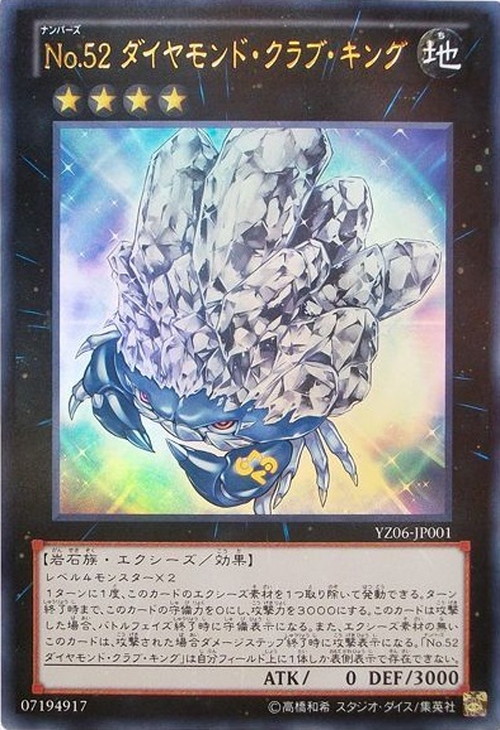 ナンバーズ
No.52 ダイヤモンド・クラブ・キング
ち
地
YZ06-JP001
【岩石族・エクシーズ/効果】
レベル4モンスター×2
1ターンに1度、このカードのエクシーズ素材を1つ取り除いて発動できる。ターン
終了時まで、このカードの守備力を0にし、攻撃力を3000にする。このカードは攻撃
した場合、バトルフェイズ終了時に守備表示になる。また、エクシーズ素材の無い
このカードは、攻撃された場合ダメージステップ終了時に攻撃表示になる。「No.52
ダイヤモンド・クラブ・キング」は自分フィールド上に1体しか表側表示で存在できない。
ATK/ 0 DEF/3000
07194917
©高橋和希 スタジオ・ダイス/集英社